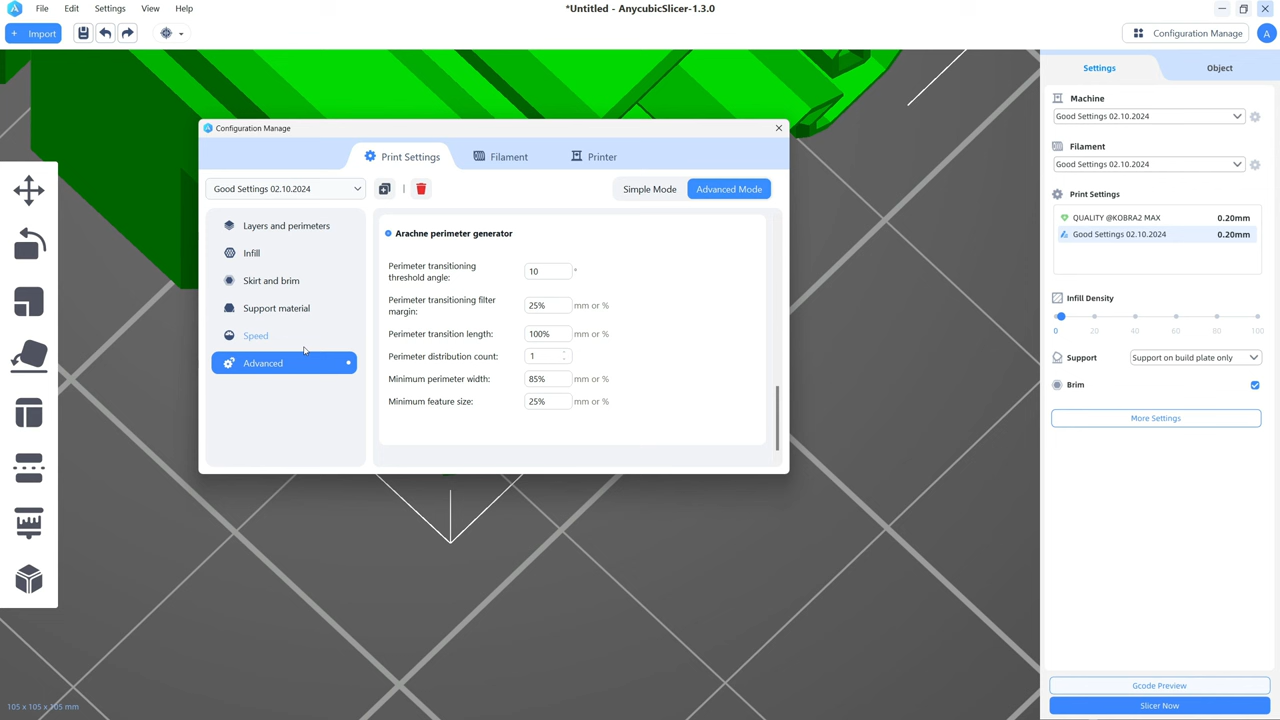 File Edit Settings View Help
*Untitled - AnycubicSlicer-1.3.0
+ Import
Configuration Manage
A
Settings
Object
Machine
Good Settings 02.10.2024
Filament
Good Settings 02.10.2024
Print Settings
QUALITY @KOBRA2 MAX 0.20mm
Good Settings 02.10.2024 0.20mm
Infill Density
0 20 40 60 80 100
Support
Support on build plate only
Brim
More Settings
Gcode Preview
Slicer Now
Configuration Manage
Print Settings
Filament
Printer
Good Settings 02.10.2024
|
Simple Mode
Advanced Mode
Layers and perimeters
Infill
Skirt and brim
Support material
Speed
Advanced
Arachne perimeter generator
Perimeter transitioning
threshold angle: 10 °
Perimeter transitioning filter
margin: 25% mm or %
Perimeter transition length: 100% mm or %
Perimeter distribution count: 1
Minimum perimeter width: 85% mm or %
Minimum feature size: 25% mm or %
105 x 105 x 105 mm